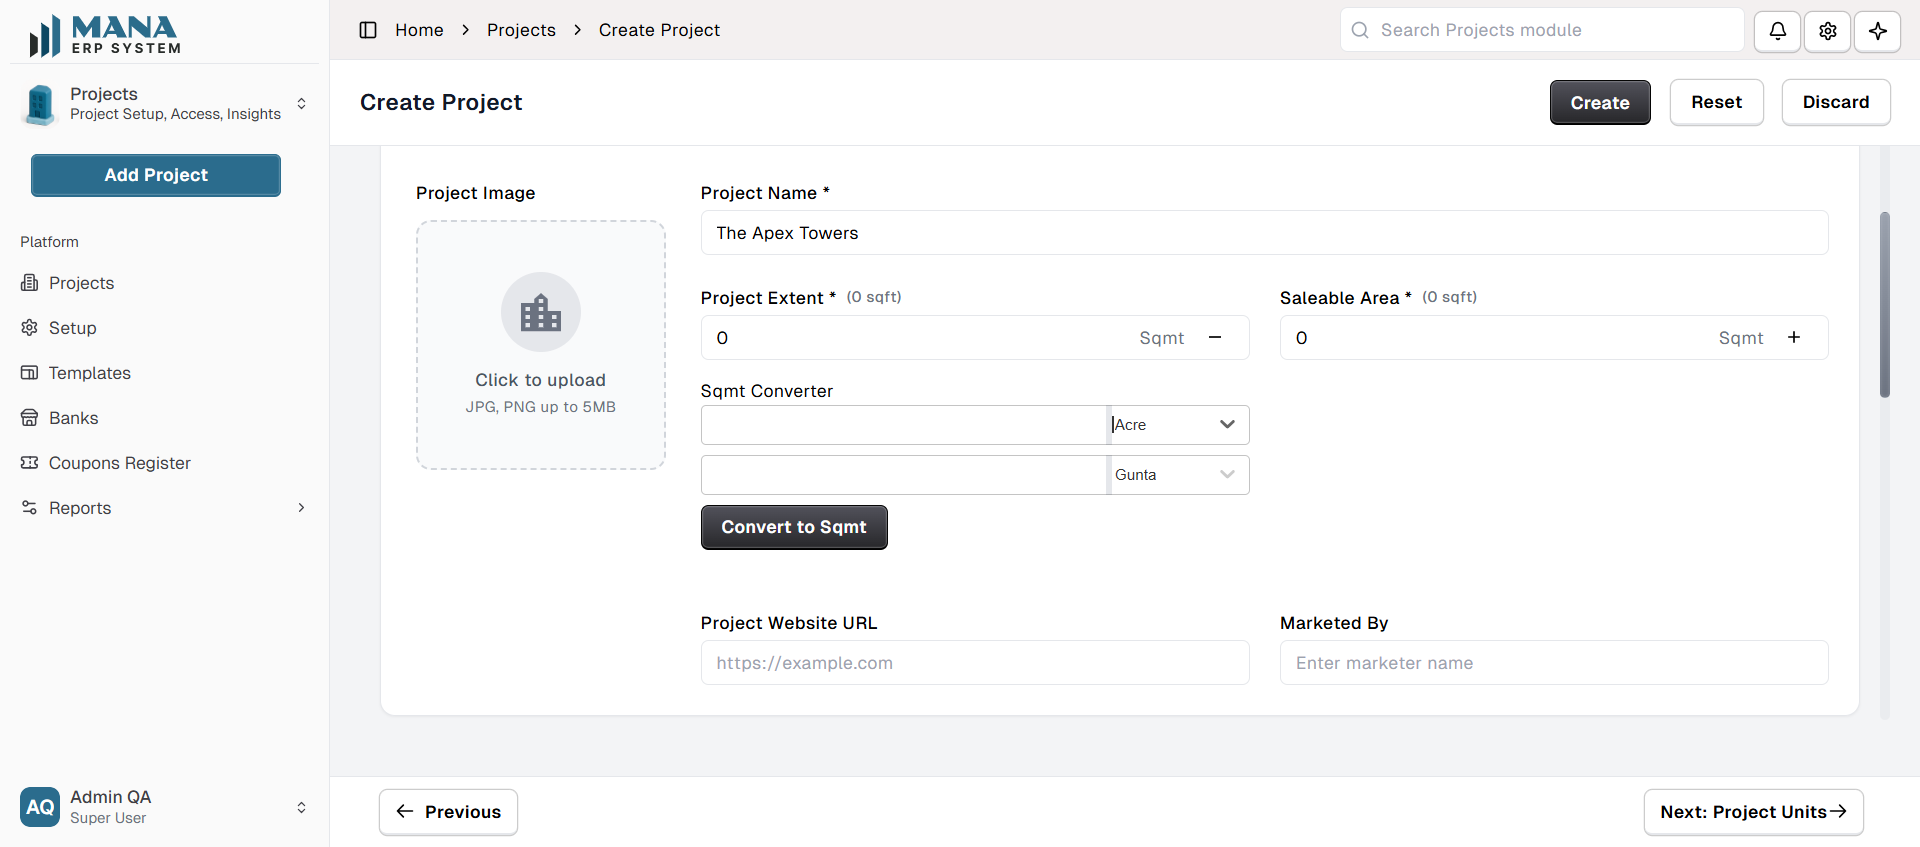 MANA
ERP SYSTEM
Projects
Project Setup, Access, Insights
Add Project
Platform
Projects
Setup
Templates
Banks
Coupons Register
Reports
AQ
Admin QA
Super User
Home
Projects
Create Project
Search Projects module
Create Project
Create
Reset
Discard
Project Image
Click to upload
JPG, PNG up to 5MB
Project Name *
The Apex Towers
Project Extent * (0 sqft)
0 Sqmt
Saleable Area * (0 sqft)
0 Sqmt
Sqmt Converter
Acre
Gunta
Convert to Sqmt
Project Website URL
https://example.com
Marketed By
Enter marketer name
Previous
Next: Project Units